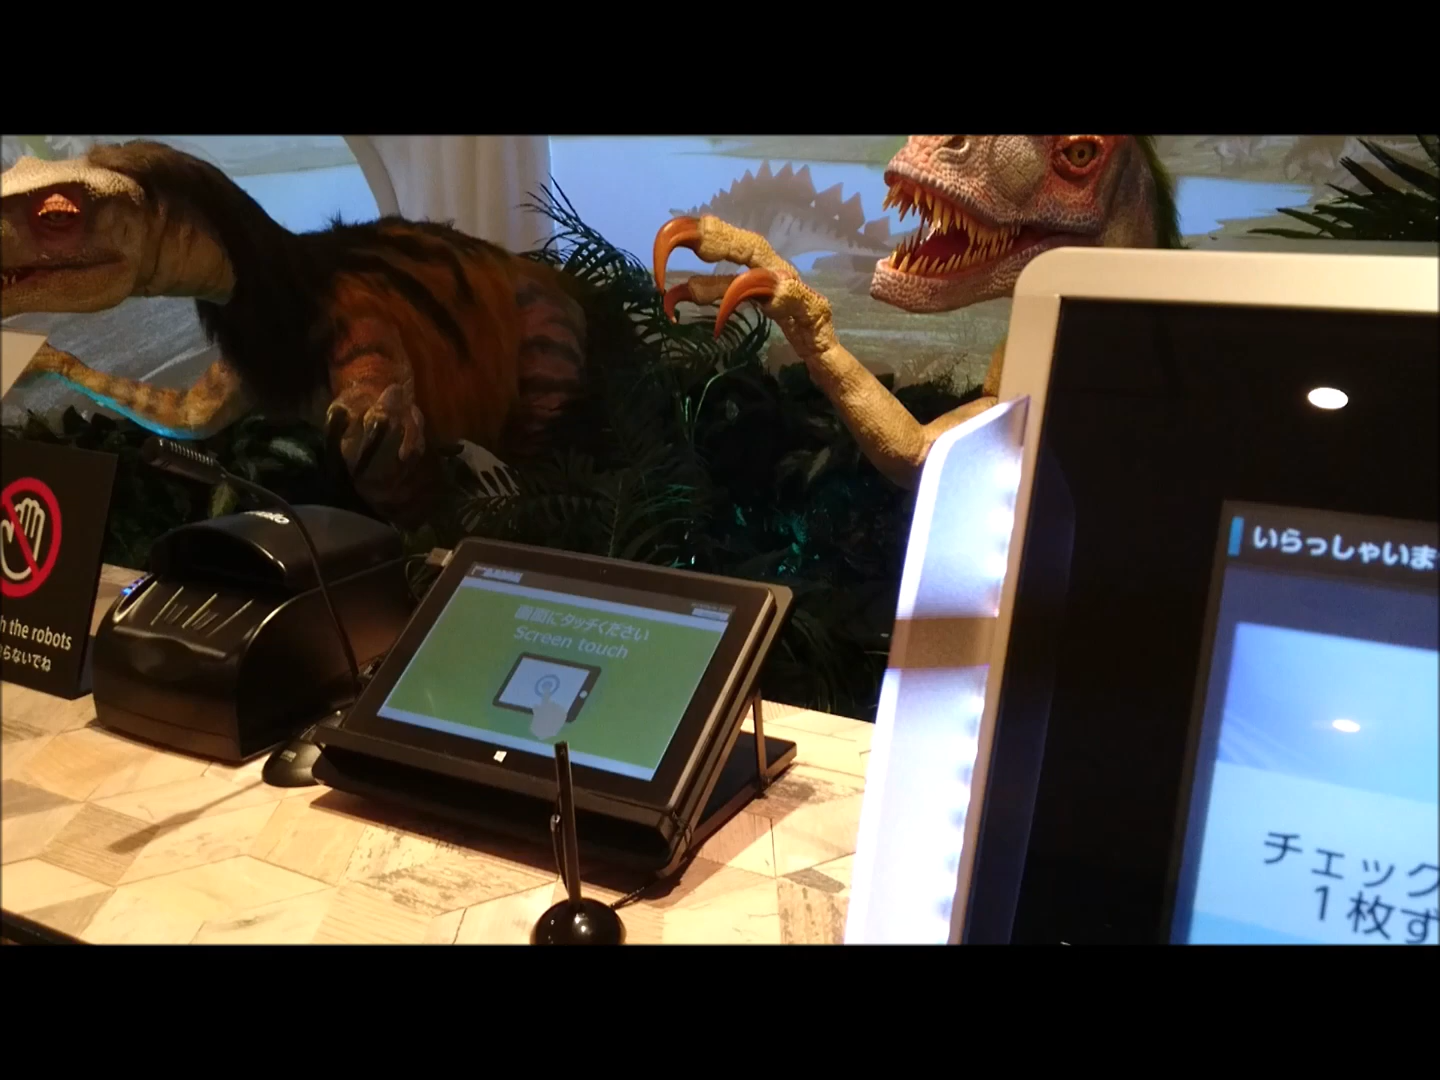 h the robots
らないでね
画面にタッチください
Screen touch
いらっしゃいま
チェック
1枚ず